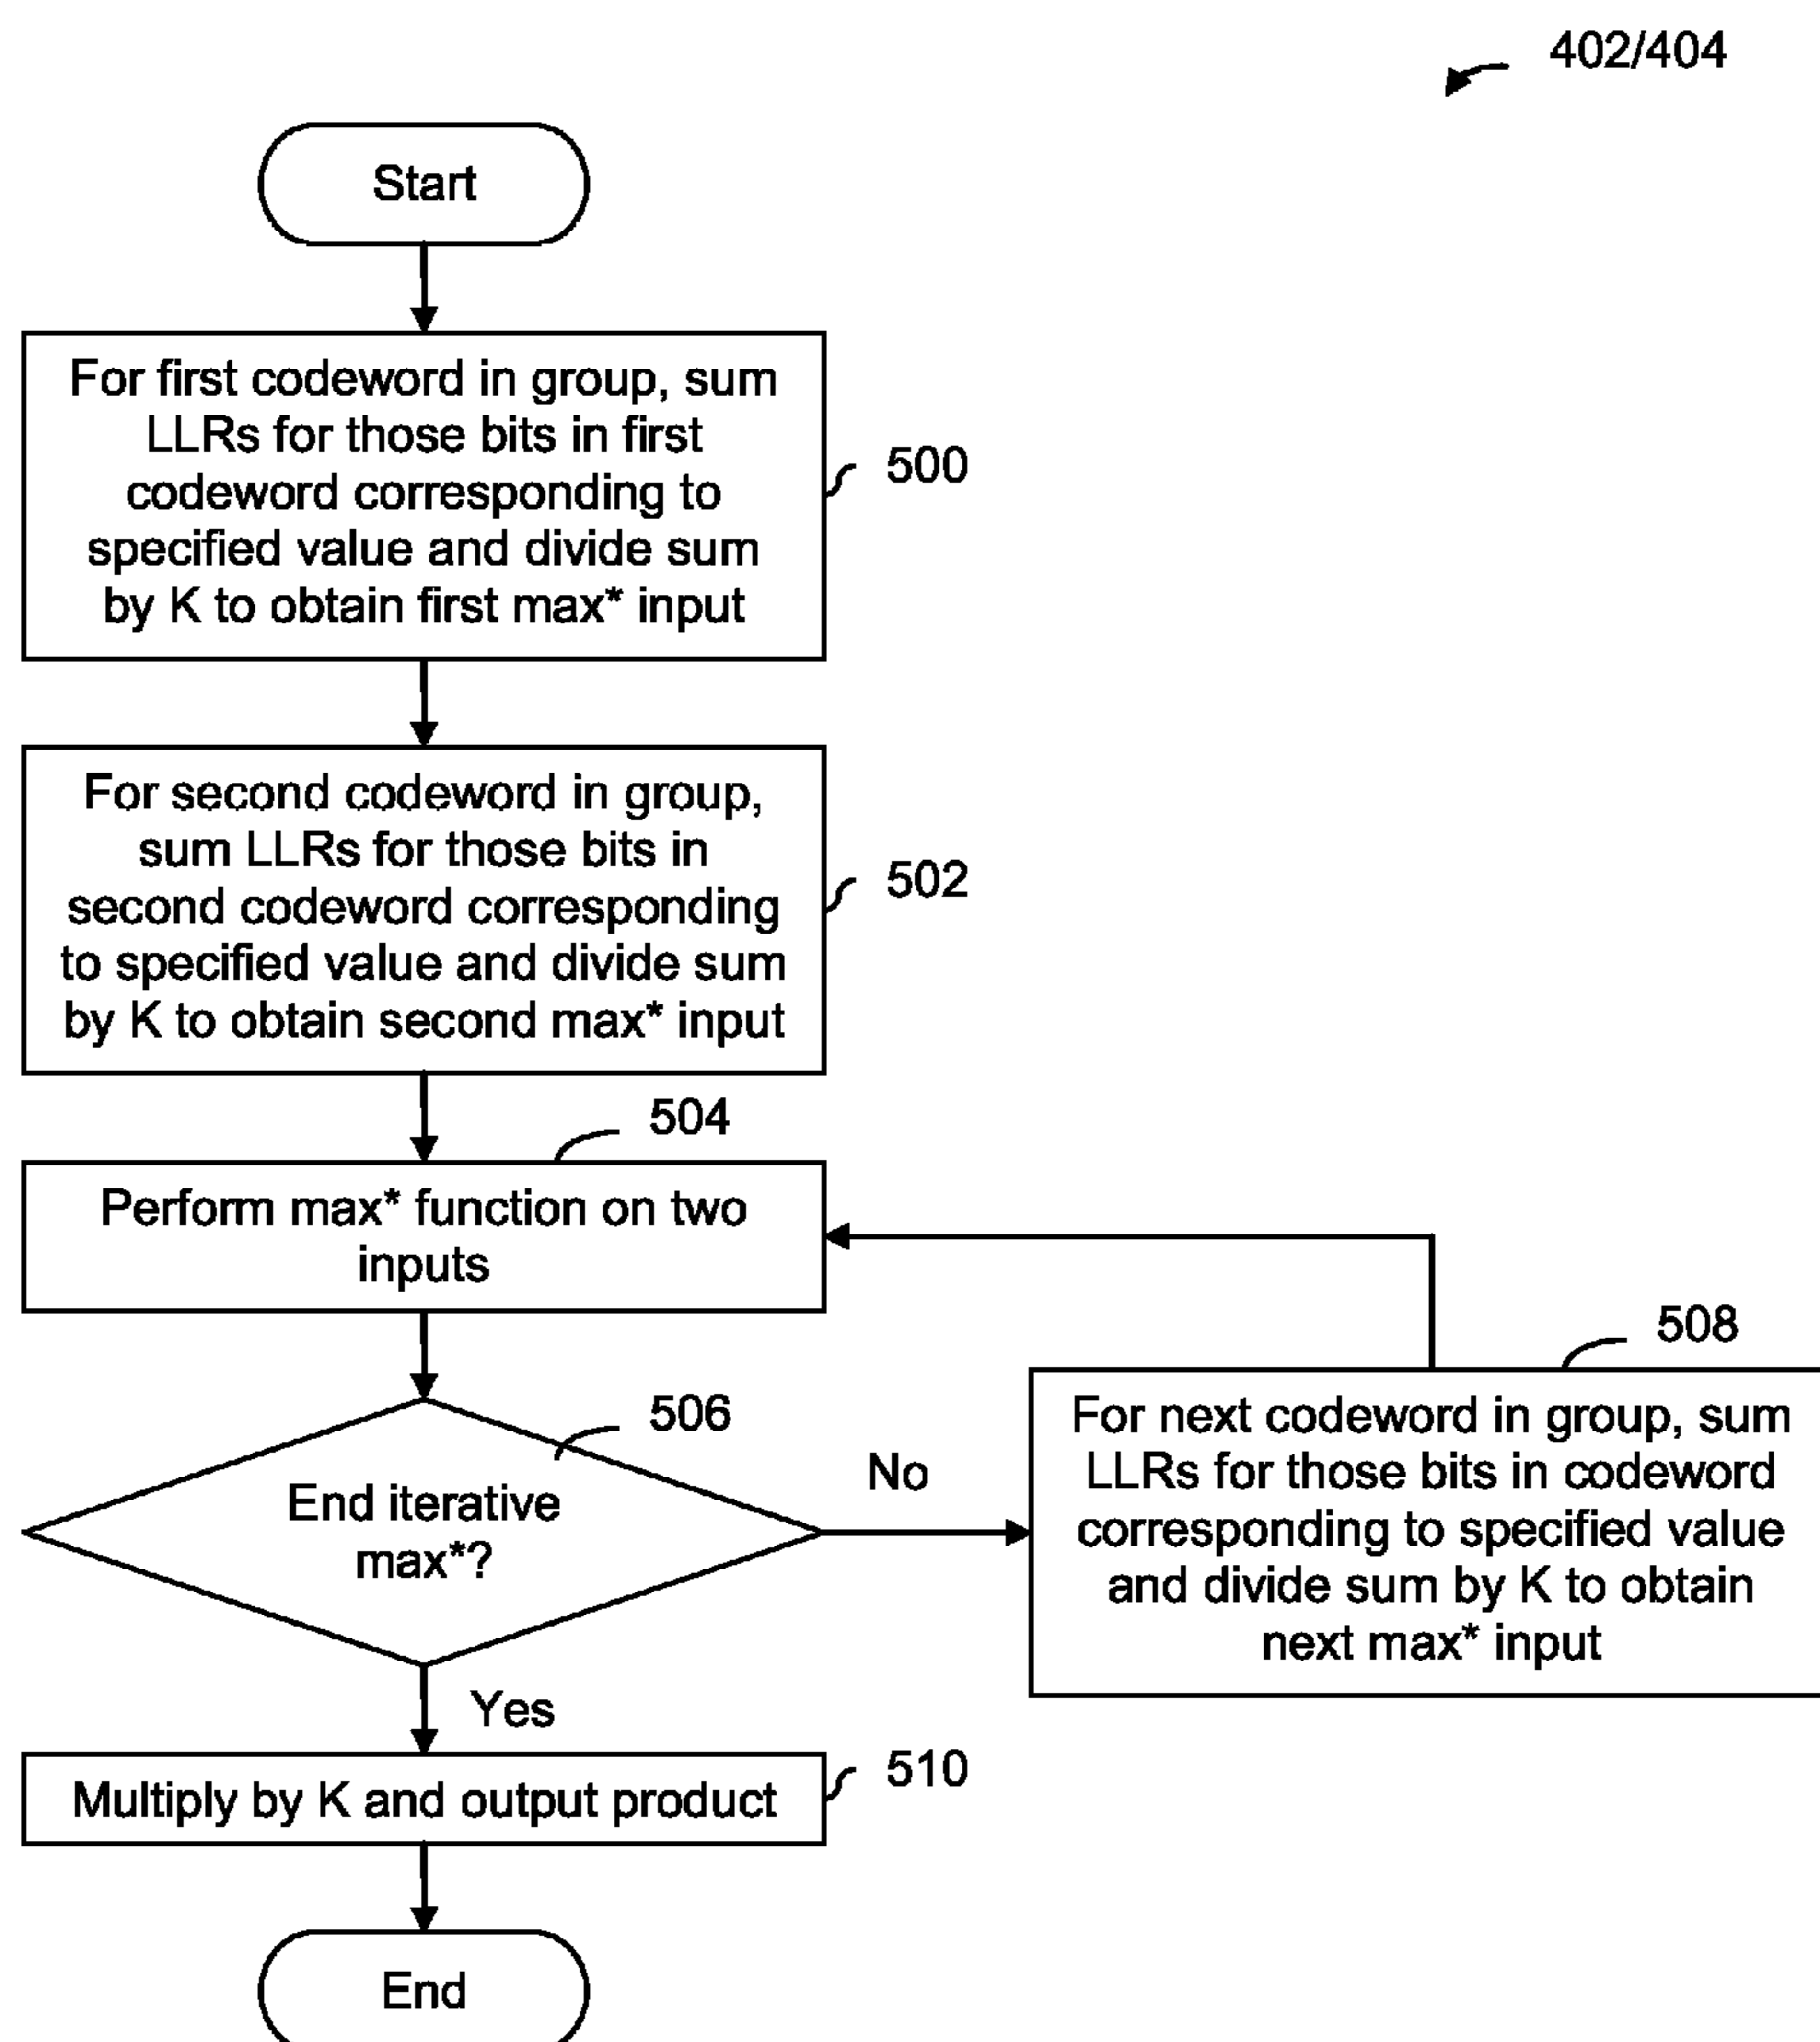 402/404
Start
For first codeword in group, sum
LLRs for those bits in first
codeword corresponding to
specified value and divide sum
by K to obtain first max* input
500
For second codeword in group,
sum LLRs for those bits in
second codeword corresponding
to specified value and divide sum
by K to obtain second max* input
502
504
Perform max* function on two
inputs
506
End iterative
max*?
No
508
For next codeword in group, sum
LLRs for those bits in codeword
corresponding to specified value
and divide sum by K to obtain
next max* input
Yes
Multiply by K and output product
510
End